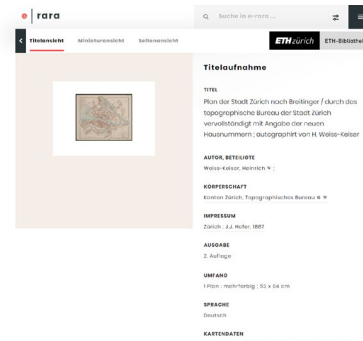 e rara
Suche in e-rara ...
Titelansicht Miniaturansicht Seitenansicht
ETH zürich ETH-Bibliothe
Titelaufnahme
TITEL
Plan der Stadt Zürich nach Breitinger / durch das
topographische Bureau der Stadt Zürich
vervollständigt mit Angabe der neuen
Hausnummern ; autographirt von H. Weiss-Keiser
AUTOR, BETEILIGTE
Weiss-Keiser, Heinrich ;
KÖRPERSCHAFT
Kanton Zürich, Topographisches Bureau
IMPRESSUM
Zürich : J.J. Hofer, 1887
AUSGABE
2. Auflage
UMFANG
1 Plan : mehrfarbig ; 53 x 64 cm
SPRACHE
Deutsch
KARTENDATEN